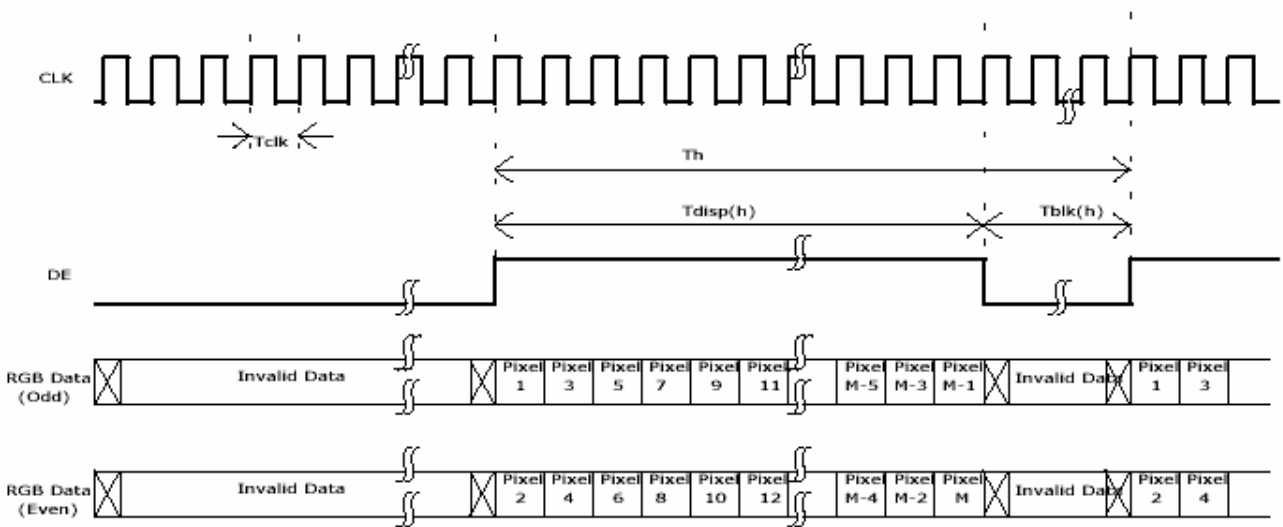 CLK
Tclk
Th
Tdisp(h)
Tblk(h)
DE
RGB Data
(Odd)
Invalid Data
Pixel 1
Pixel 3
Pixel 5
Pixel 7
Pixel 9
Pixel 11
Pixel M-5
Pixel M-3
Pixel M-1
Invalid Data
Pixel 1
Pixel 3
RGB Data
(Even)
Invalid Data
Pixel 2
Pixel 4
Pixel 6
Pixel 8
Pixel 10
Pixel 12
Pixel M-4
Pixel M-2
Pixel M
Invalid Data
Pixel 2
Pixel 4